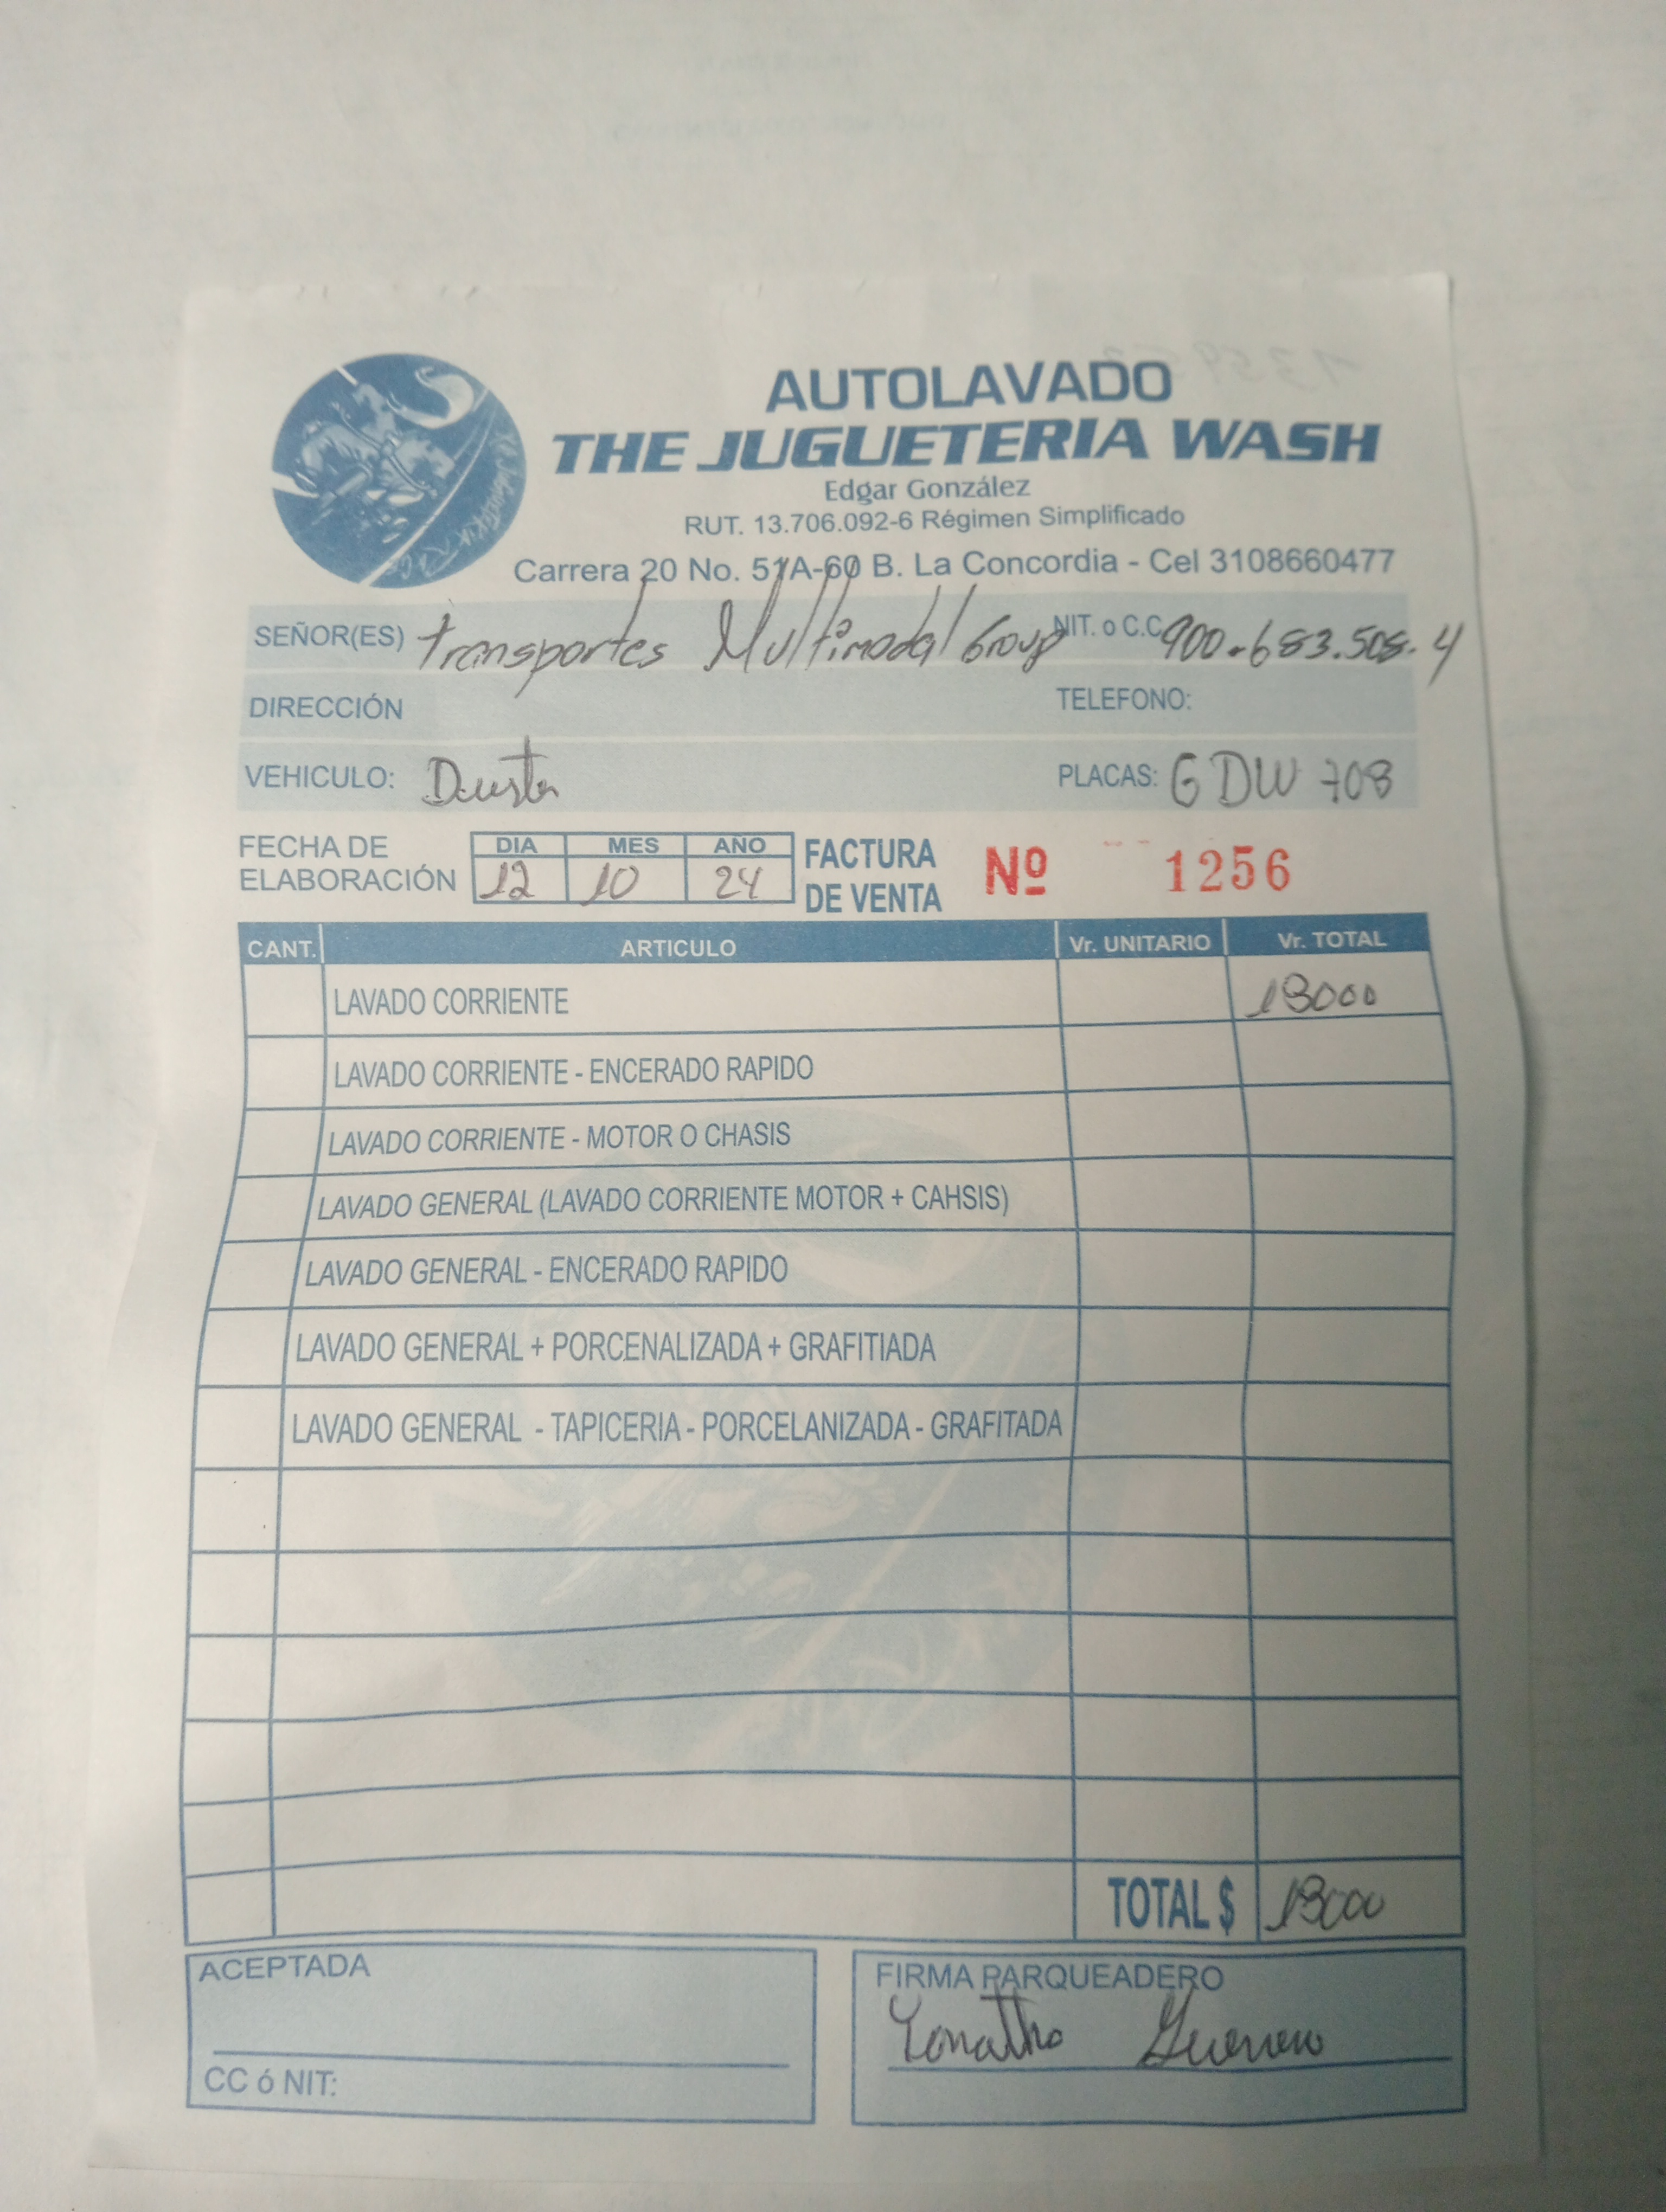 AUTOLAVADO
THE JUGUETERIA WASH
Edgar González
RUT. 13.706.092-6 Régimen Simplificado
Carrera 20 No. 51A-60 B. La Concordia - Cel 3108660477
SEÑOR(ES) Transportes Multimodal Group NIT. o C.C. 900.683.508.4
DIRECCIÓN TELEFONO:
VEHICULO: Duster PLACAS: GDW 708
FECHA DE ELABORACIÓN DIA MES AÑO FACTURA DE VENTA Nº 1256
12 10 24
CANT. ARTICULO Vr. UNITARIO Vr. TOTAL
LAVADO CORRIENTE 18000
LAVADO CORRIENTE - ENCERADO RAPIDO
LAVADO CORRIENTE - MOTOR O CHASIS
LAVADO GENERAL (LAVADO CORRIENTE MOTOR + CAHSIS)
LAVADO GENERAL - ENCERADO RAPIDO
LAVADO GENERAL + PORCENALIZADA + GRAFITIADA
LAVADO GENERAL - TAPICERIA - PORCELANIZADA - GRAFITADA
TOTAL $ 18000
ACEPTADA
CC ó NIT:
FIRMA PARQUEADERO
Guerrero